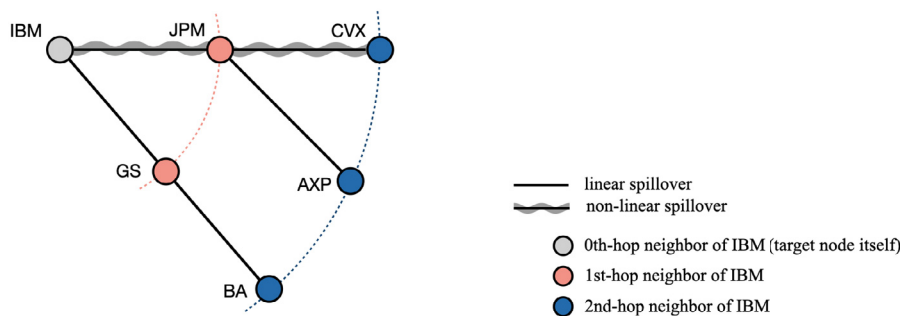 IBM
JPM
CVX
GS
AXP
BA
linear spillover
non-linear spillover
0th-hop neighbor of IBM (target node itself)
1st-hop neighbor of IBM
2nd-hop neighbor of IBM